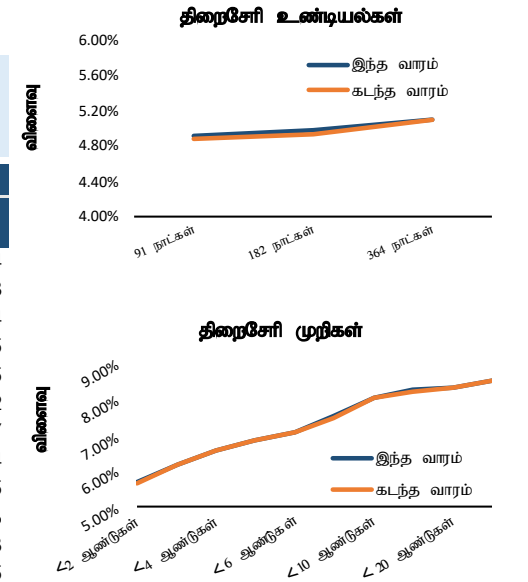 திறைசேரி உண்டியல்கள்
விளைவு
6.00%
5.60%
5.20%
4.80%
4.40%
4.00%
இந்த வாரம்
கடந்த வாரம்
91 நாட்கள்
182 நாட்கள்
364 நாட்கள்
திறைசேரி முறிகள்
விளைவு
9.00%
8.00%
7.00%
6.00%
5.00%
இந்த வாரம்
கடந்த வாரம்
<2 ஆண்டுகள்
<4 ஆண்டுகள்
< 6 ஆண்டுகள்
< 10 ஆண்டுகள்
< 20 ஆண்டுகள்